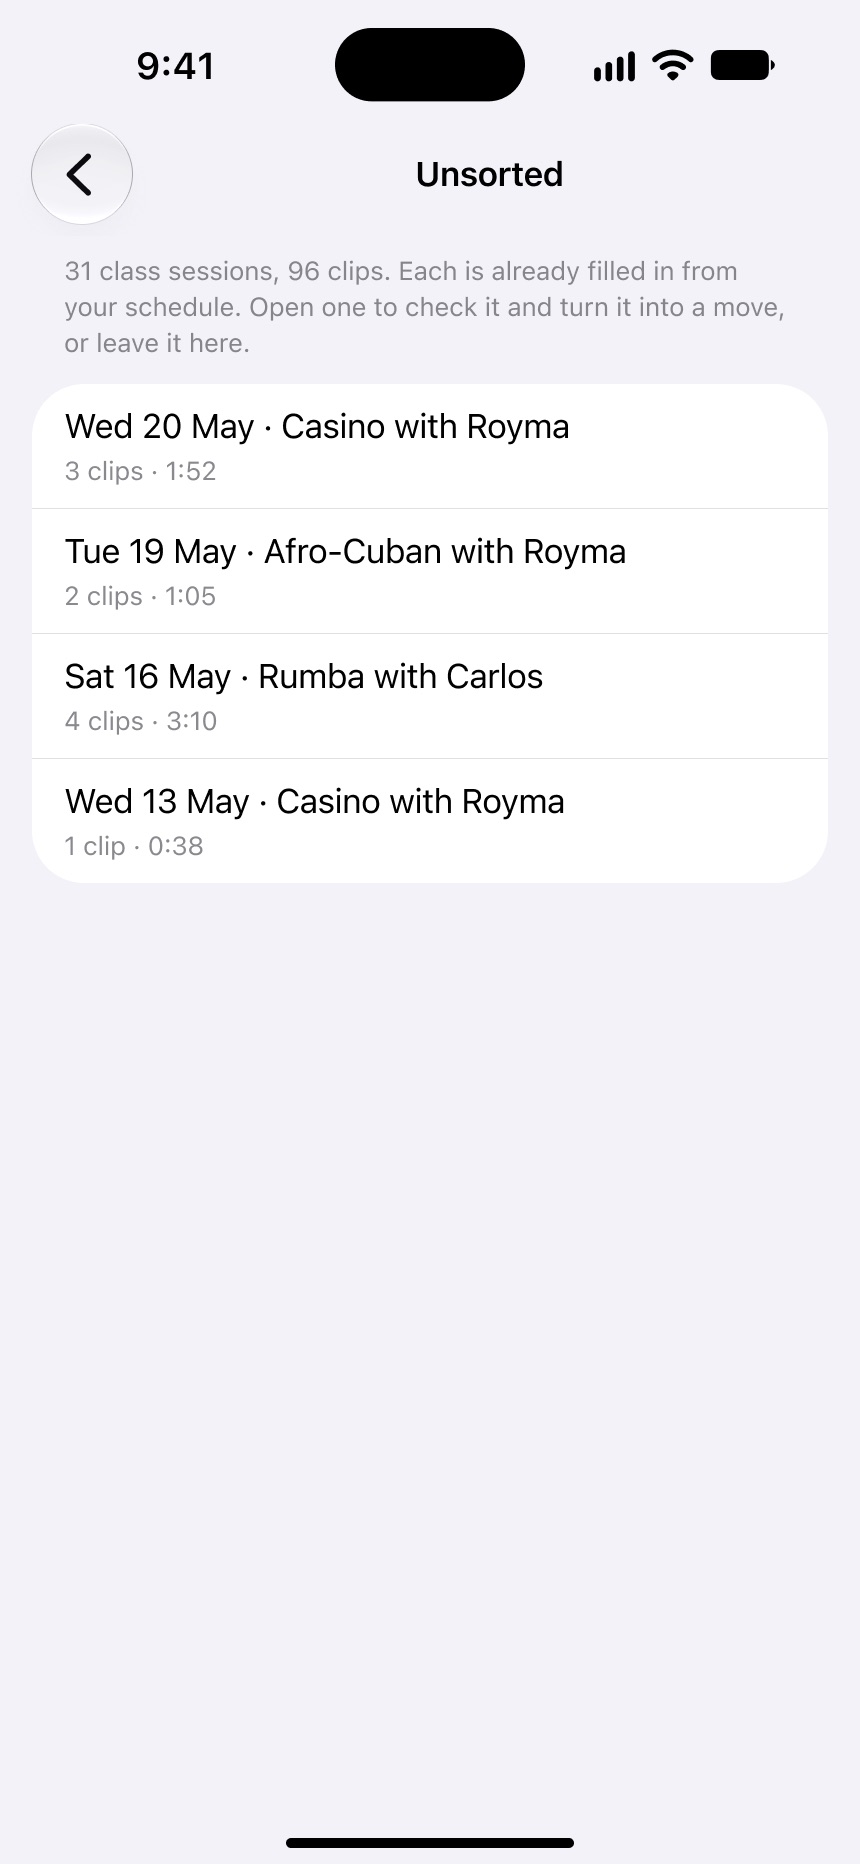 9:41
Unsorted
31 class sessions, 96 clips. Each is already filled in from
your schedule. Open one to check it and turn it into a move,
or leave it here.
Wed 20 May · Casino with Royma
3 clips · 1:52
Tue 19 May · Afro-Cuban with Royma
2 clips · 1:05
Sat 16 May · Rumba with Carlos
4 clips · 3:10
Wed 13 May · Casino with Royma
1 clip · 0:38